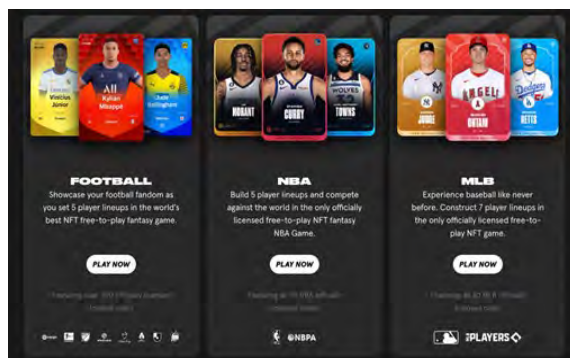 Vinicius
Junior
Kylian
Mbappe
Jude
Bellingham
FOOTBALL
Showcase your football fandom as
you set 5 player lineups in the world's
best NFT free-to-play fantasy game.
PLAY NOW
MORANT
CURRY
WOLVES
TOWNS
NBA
Build 5 player lineups and compete
against the world in the only officially
licensed free-to-play NFT fantasy
NBA Game.
PLAY NOW
NBPA
JUDGE
ANGELS
OHTANI
Dodgers
BETTS
MLB
Experience baseball like never
before. Construct 7 player lineups in
the only officially licensed free-to-
play NFT game.
PLAY NOW
PLAYERS